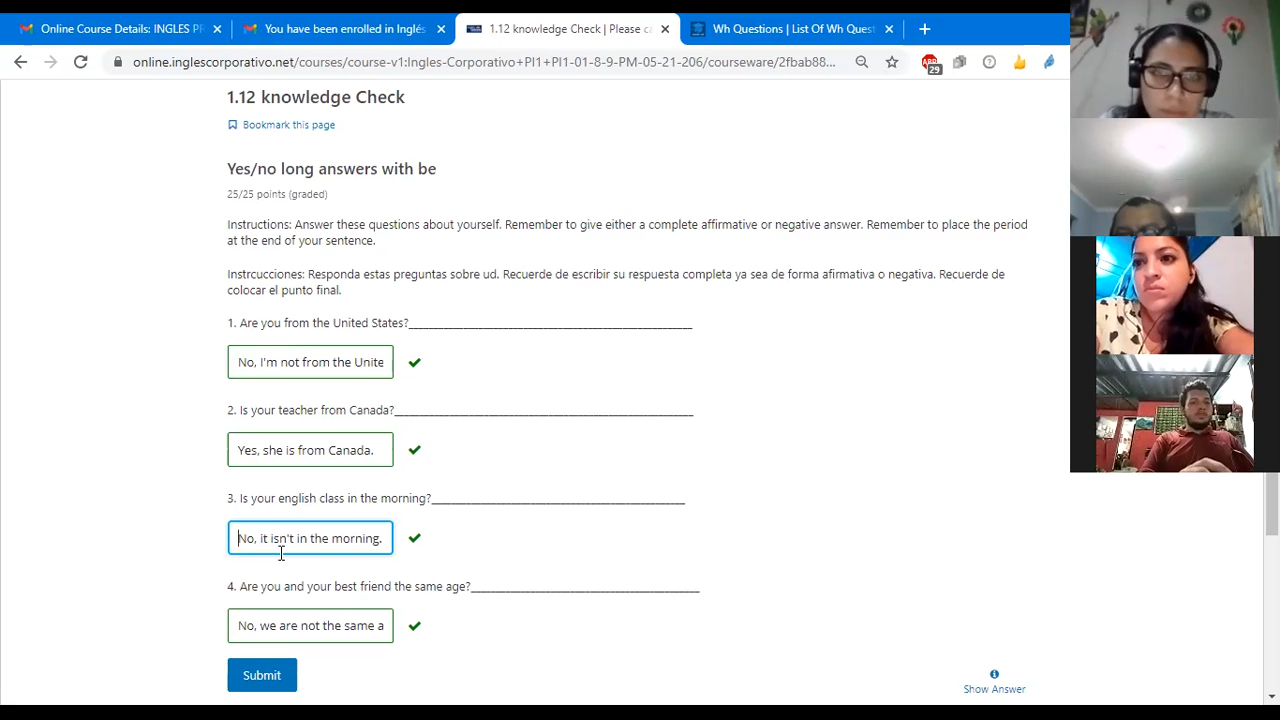 Online Course Details: INGLES PR
You have been enrolled in Inglés
1.12 knowledge Check | Please ca
Wh Questions | List Of Wh Quest
online.inglescorporativo.net/courses/course-v1:Ingles-Corporativo+PI1+PI1-01-8-9-PM-05-21-206/courseware/2fbab88...
ABP
29
1.12 knowledge Check
Bookmark this page
Yes/no long answers with be
25/25 points (graded)
Instructions: Answer these questions about yourself. Remember to give either a complete affirmative or negative answer. Remember to place the period
at the end of your sentence.
Instrcucciones: Responda estas preguntas sobre ud. Recuerde de escribir su respuesta completa ya sea de forma afirmativa o negativa. Recuerde de
colocar el punto final.
1. Are you from the United States?
No, I'm not from the Unite
2. Is your teacher from Canada?
Yes, she is from Canada.
3. Is your english class in the morning?
No, it isn't in the morning.
4. Are you and your best friend the same age?
No, we are not the same a
Submit
Show Answer